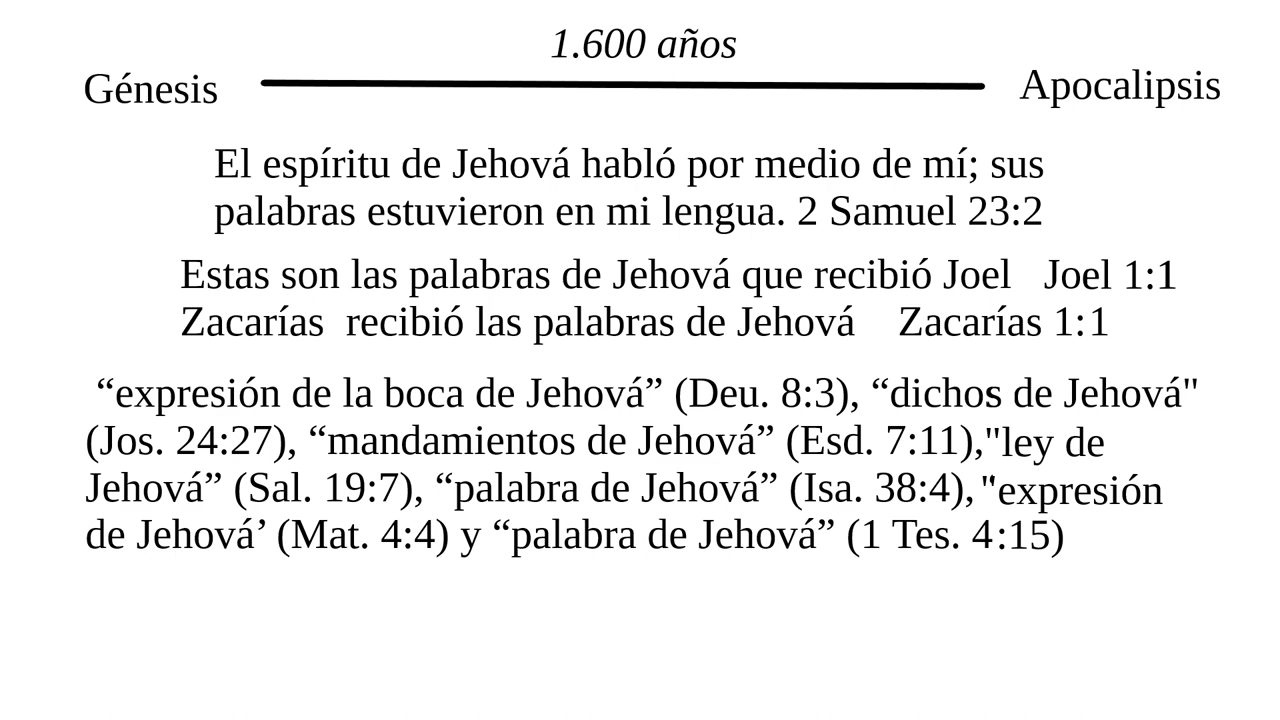 1.600 años
Génesis Apocalipsis
El espíritu de Jehová habló por medio de mí; sus
palabras estuvieron en mi lengua. 2 Samuel 23:2
Estas son las palabras de Jehová que recibió Joel Joel 1:1
Zacarías recibió las palabras de Jehová Zacarías 1:1
“expresión de la boca de Jehová” (Deu. 8:3), “dichos de Jehová"
(Jos. 24:27), “mandamientos de Jehová” (Esd. 7:11),"ley de
Jehová” (Sal. 19:7), “palabra de Jehová” (Isa. 38:4), "expresión
de Jehová’ (Mat. 4:4) y “palabra de Jehová” (1 Tes. 4:15)